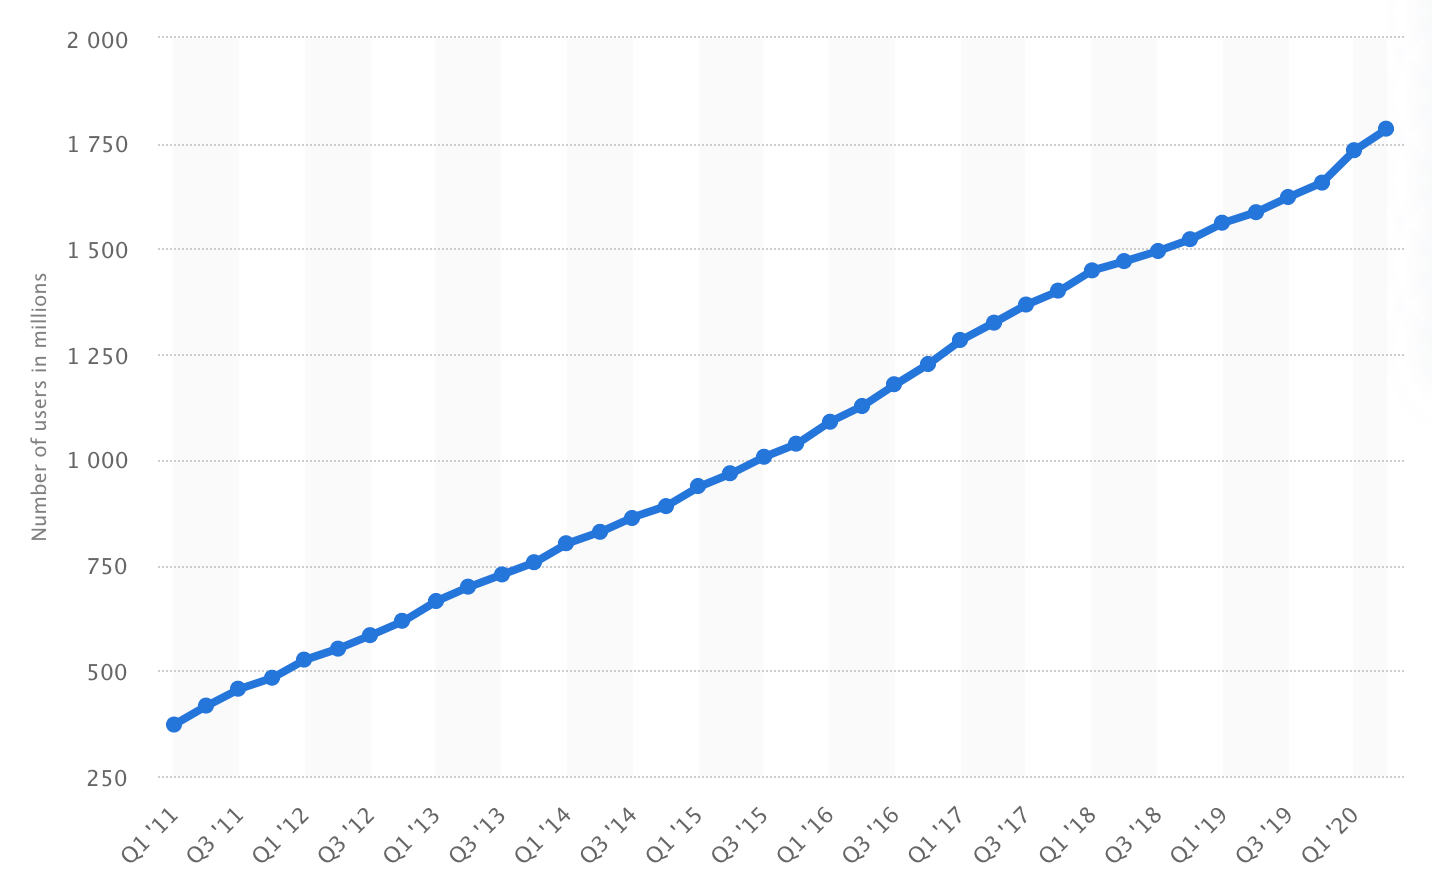 2 000
1 750
1 500
1 250
1 000
750
500
250
Number of users in millions
Q1 '11
Q3 '11
Q1 '12
Q3 '12
Q1 '13
Q3 '13
Q1 '14
Q3 '14
Q1 '15
Q3 '15
Q1 '16
Q3 '16
Q1 '17
Q3 '17
Q1 '18
Q3 '18
Q1 '19
Q3 '19
Q1 '20